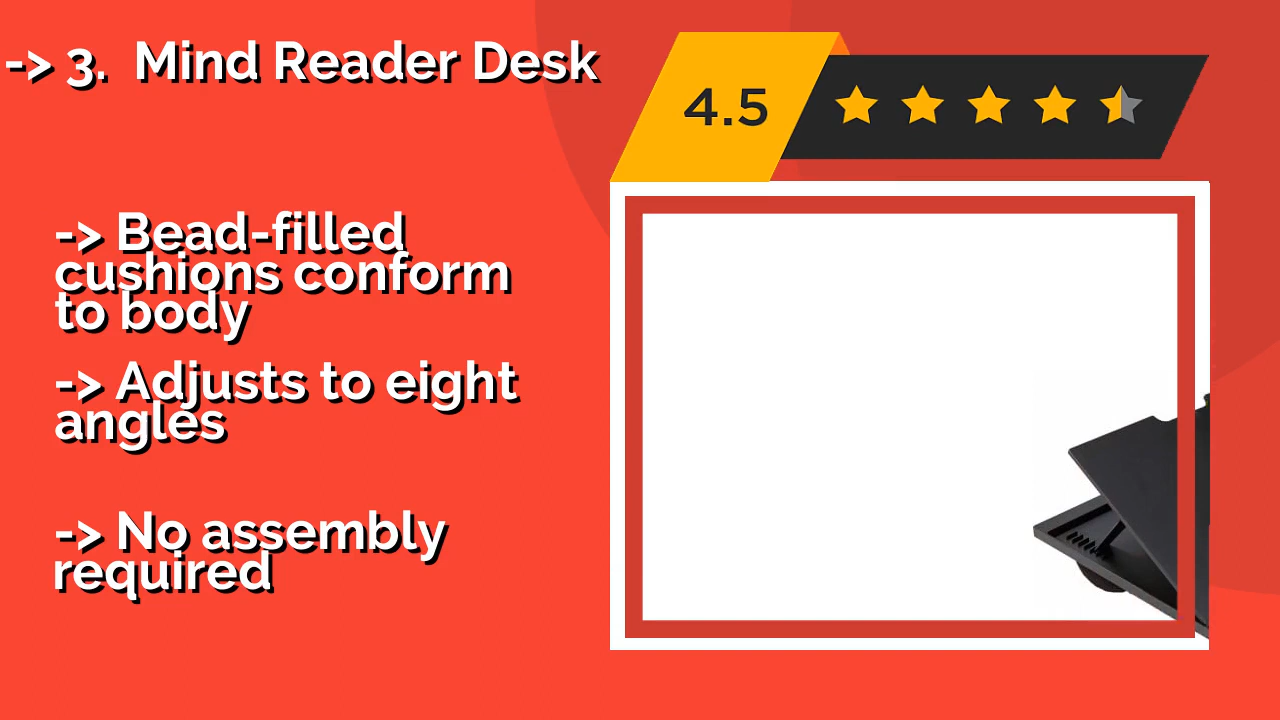 -> 3.  Mind Reader Desk
4.5
-> Bead-filled
cushions conform
to body
-> Adjusts to eight
angles
-> No assembly
required